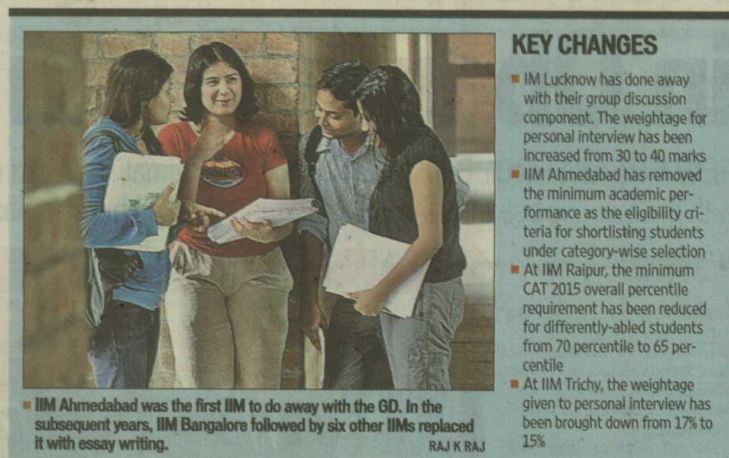 KEY CHANGES
IM Lucknow has done away
with their group discussion
component. The weightage for
personal interview has been
increased from 30 to 40 marks
IIM Ahmedabad has removed
the minimum academic per-
formance as the eligibility cri-
teria for shortlisting students
under category-wise selection
At IIM Raipur, the minimum
CAT 2015 overall percentile
requirement has been reduced
for differently-abled students
from 70 percentile to 65 per-
centile
At IIM Trichy, the weightage
given to personal interview has
been brought down from 17% to
15%
IIM Ahmedabad was the first IIM to do away with the GD. In the
subsequent years, IIM Bangalore followed by six other IIMs replaced
it with essay writing.
RAJ K RAJ